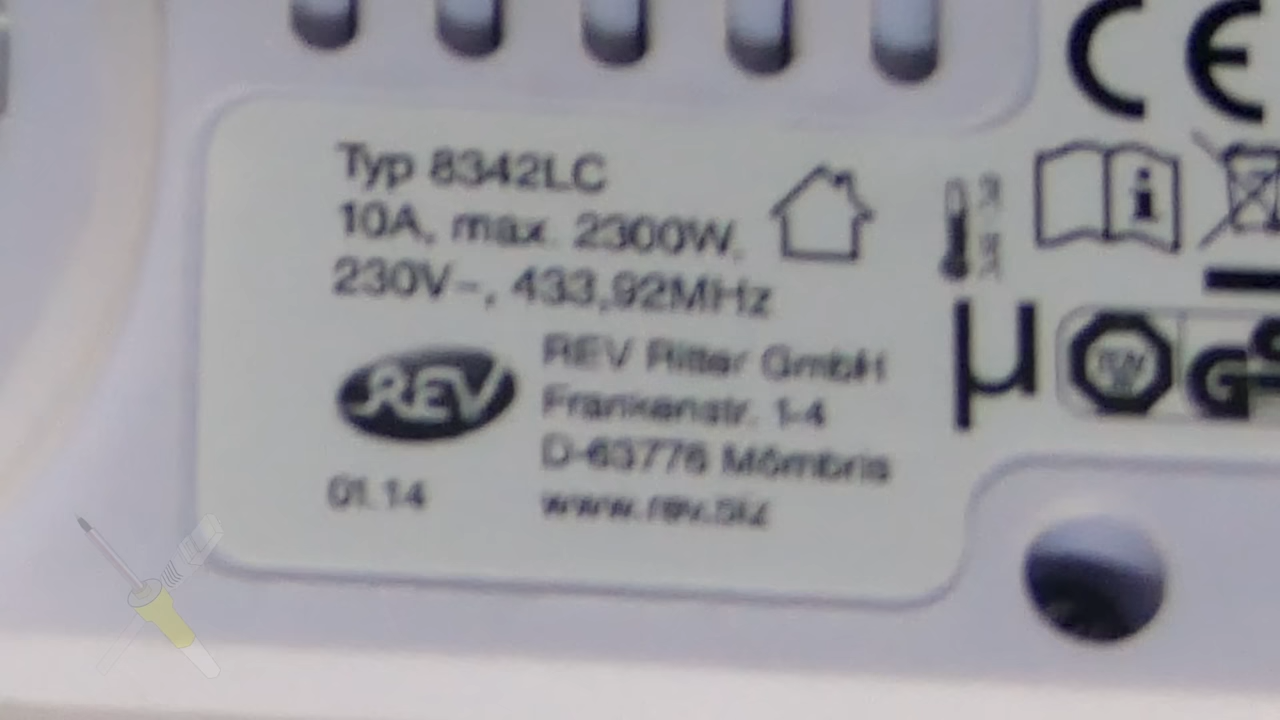 Typ 8342LC
10A, max. 2300W,
230V~, 433,92MHz
REV
REV Ritter GmbH
Frankenstr. 1-4
D-63776 Mömbris
www.rev.biz
01.14
CE
i
µ
GS